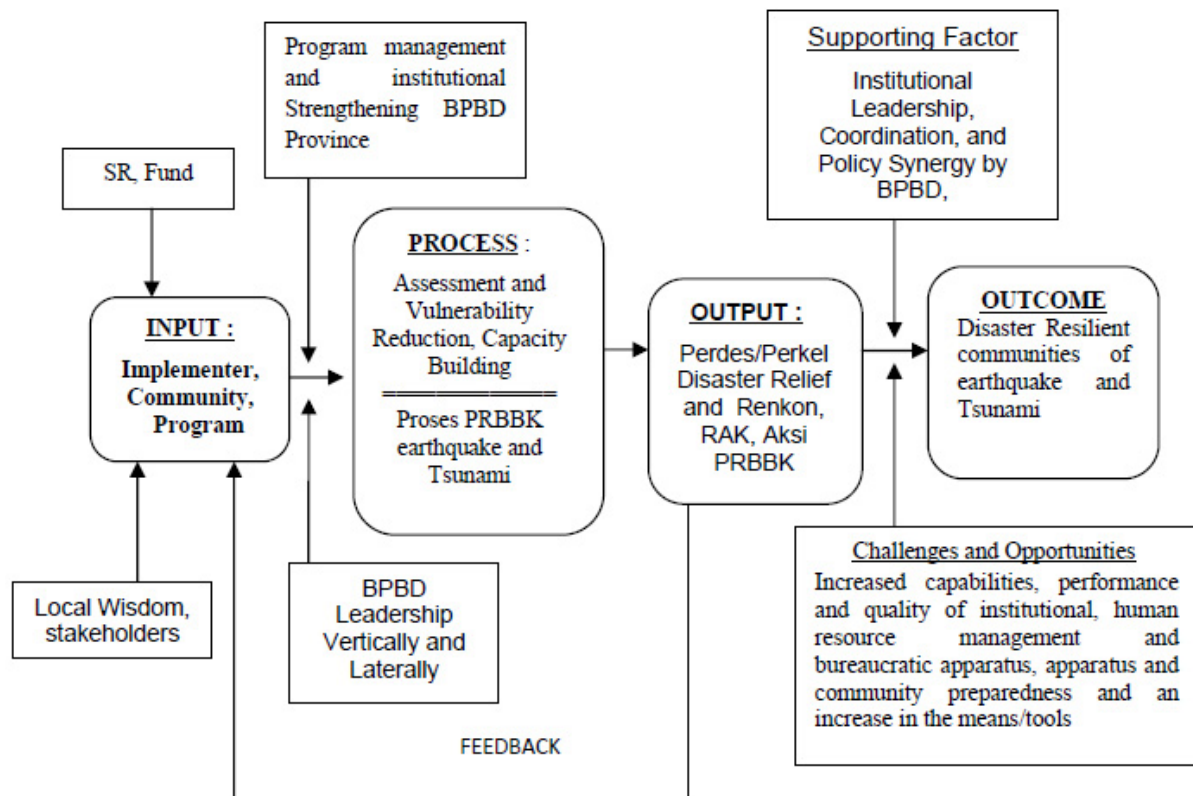 Program management
and institutional
Strengthening BPBD
Province
Supporting Factor
Institutional
Leadership,
Coordination, and
Policy Synergy by
BPBD,
SR, Fund
INPUT :
Implementer,
Community,
Program
PROCESS :
Assessment and
Vulnerability
Reduction, Capacity
Building
=============
Proses PRBBK
earthquake and
Tsunami
OUTPUT :
Perdes/Perkel
Disaster Relief
and Renkon,
RAK, Aksi
PRBBK
OUTCOME
Disaster Resilient
communities of
earthquake and
Tsunami
Local Wisdom,
stakeholders
BPBD
Leadership
Vertically and
Laterally
Challenges and Opportunities
Increased capabilities, performance
and quality of institutional, human
resource management and
bureaucratic apparatus, apparatus and
community preparedness and an
increase in the means/tools
FEEDBACK